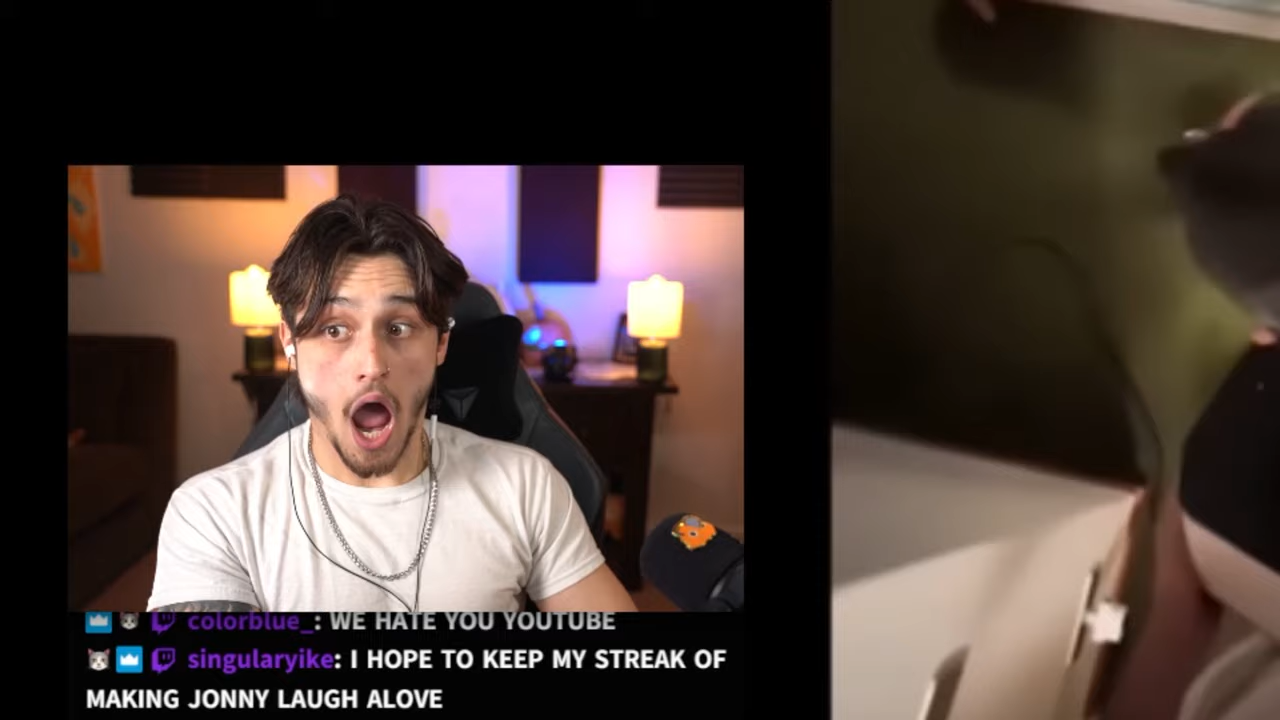 colorblue_: WE HATE YOU YOUTUBE
singularyike: I HOPE TO KEEP MY STREAK OF
MAKING JONNY LAUGH ALOVE